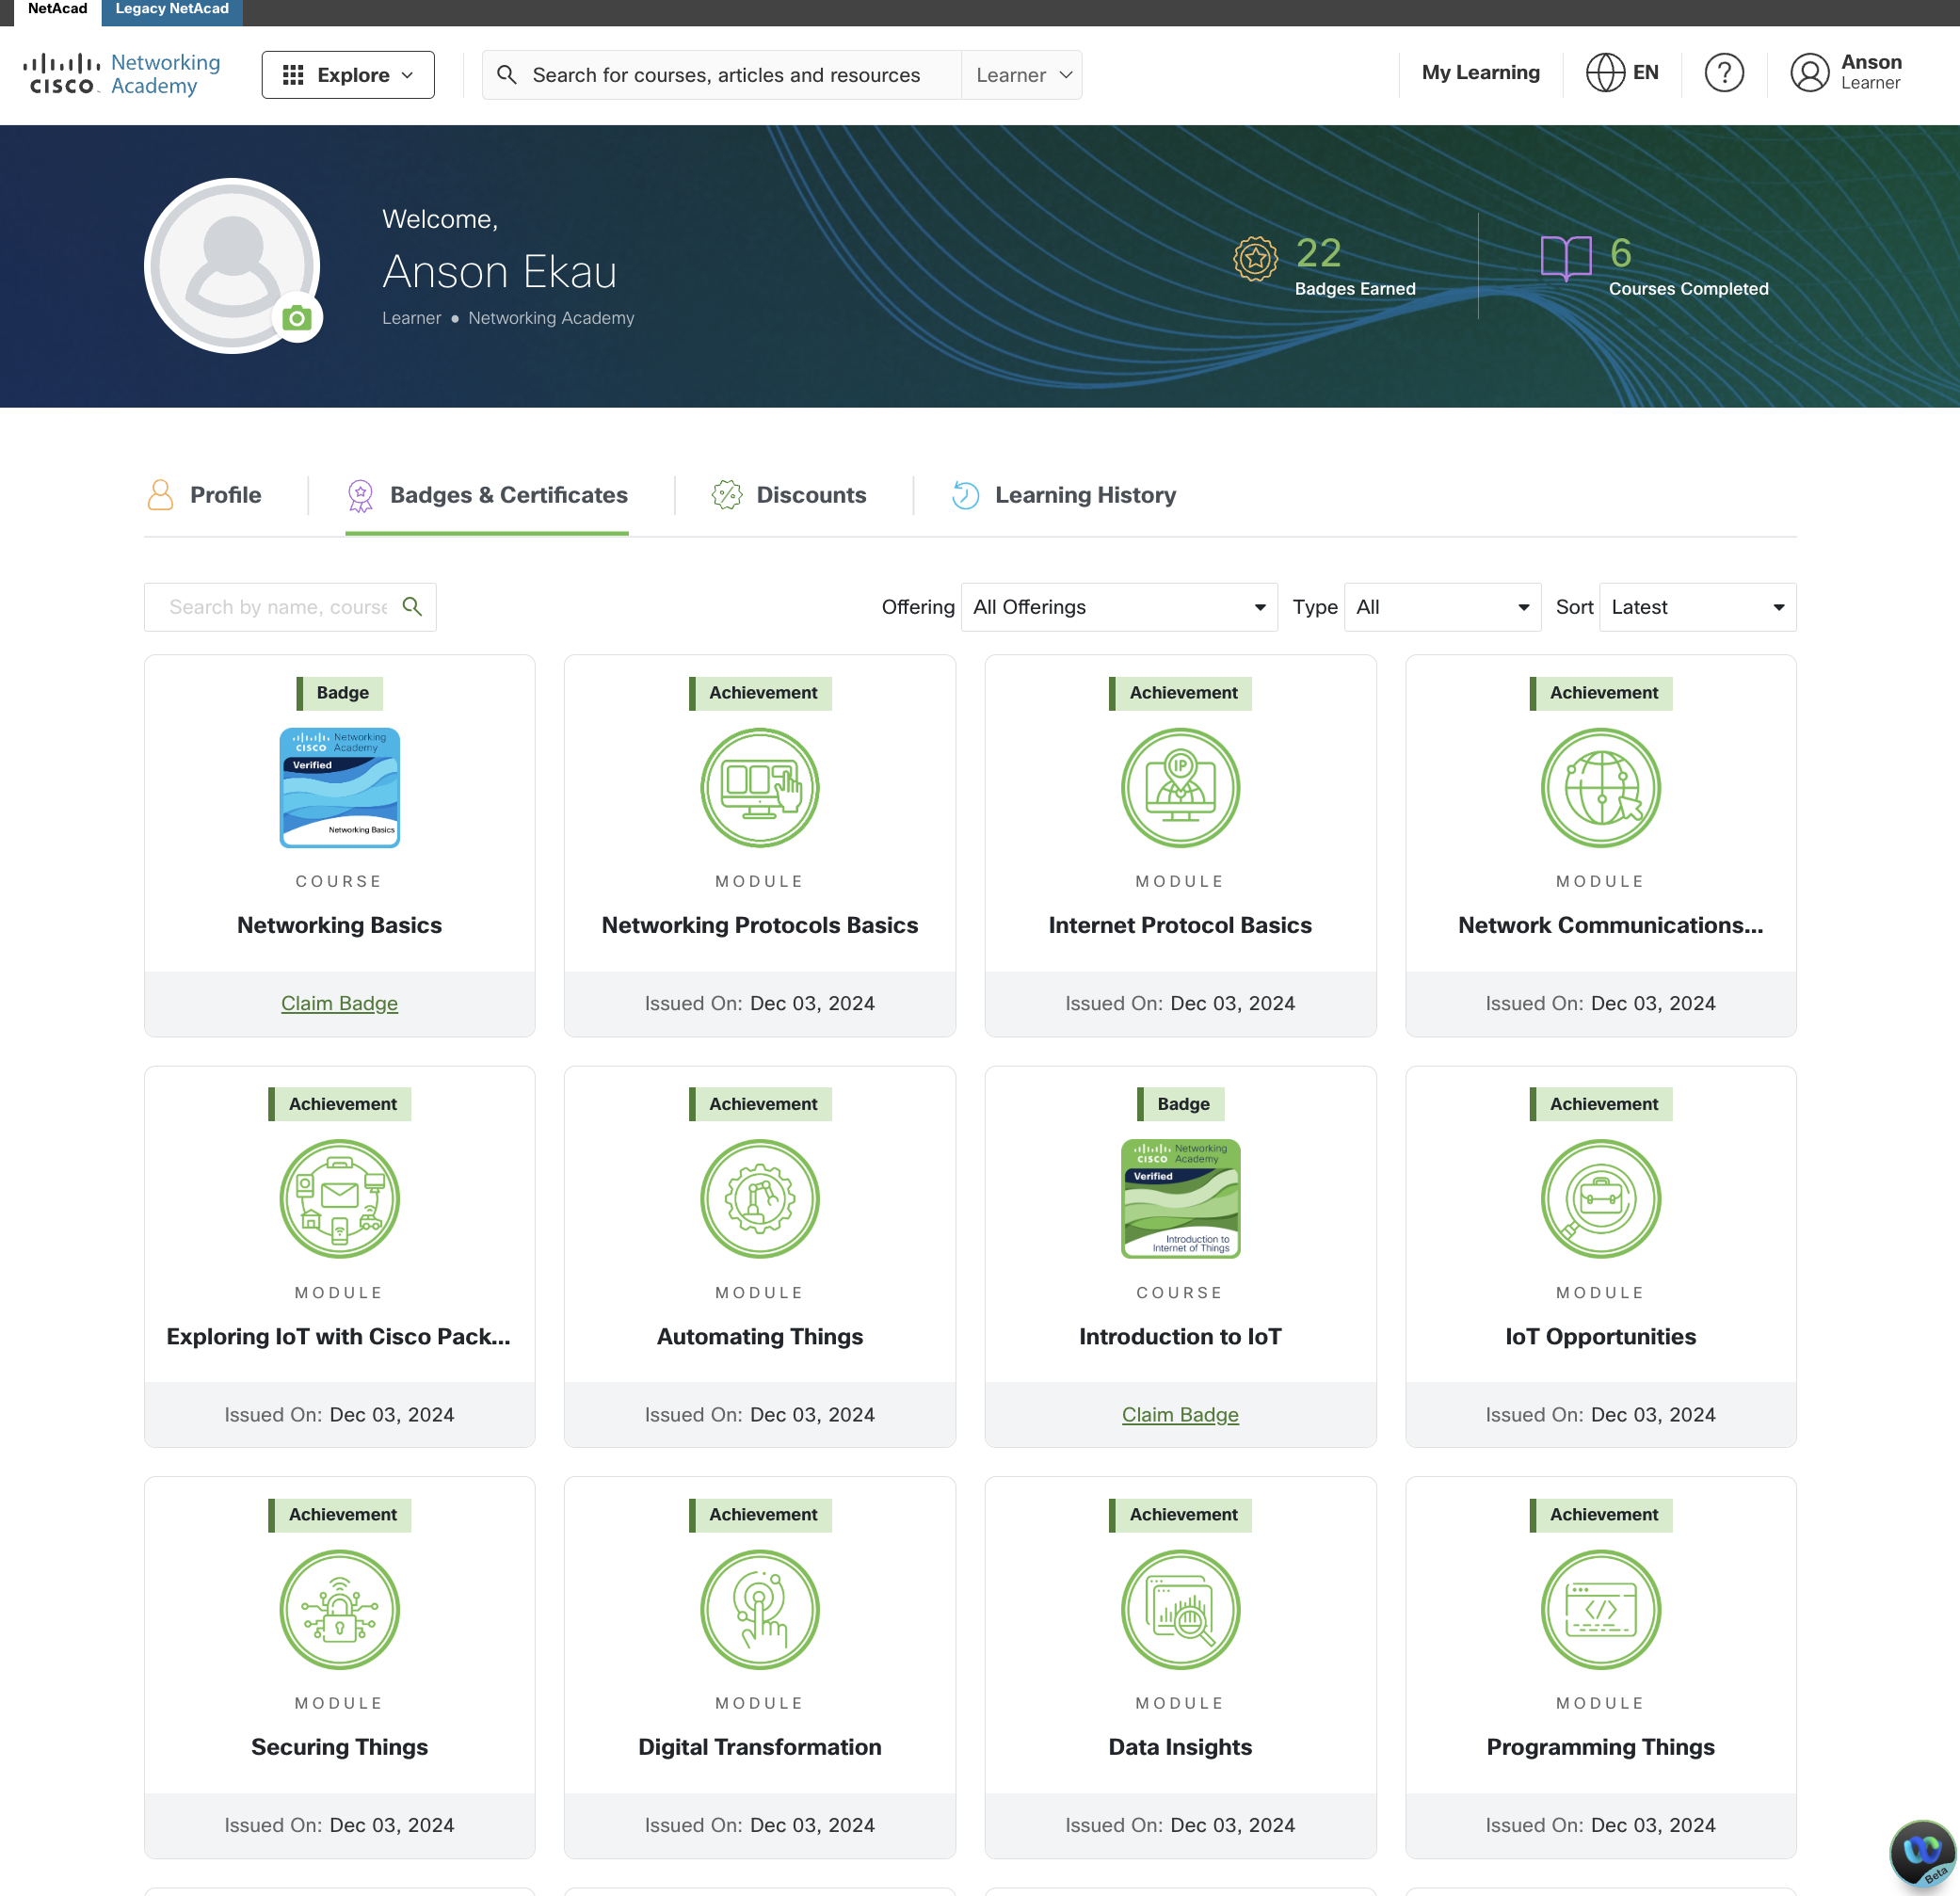 NetAcad
Legacy NetAcad
CISCO
Networking
Academy
Explore
Search for courses, articles and resources
Learner
My Learning
EN
?
Anson
Learner
Welcome,
Anson Ekau
Learner ● Networking Academy
22
Badges Earned
6
Courses Completed
Profile
Badges & Certificates
Discounts
Learning History
Search by name, course
Offering
All Offerings
Type
All
Sort
Latest
Badge
CISCO
Networking
Academy
Verified
Networking Basics
COURSE
Networking Basics
Claim Badge
Achievement
MODULE
Networking Protocols Basics
Issued On: Dec 03, 2024
Achievement
IP
MODULE
Internet Protocol Basics
Issued On: Dec 03, 2024
Achievement
MODULE
Network Communications...
Issued On: Dec 03, 2024
Achievement
MODULE
Exploring IoT with Cisco Pack...
Issued On: Dec 03, 2024
Achievement
MODULE
Automating Things
Issued On: Dec 03, 2024
Badge
CISCO
Networking
Academy
Verified
Introduction to
Internet of Things
COURSE
Introduction to IoT
Claim Badge
Achievement
MODULE
IoT Opportunities
Issued On: Dec 03, 2024
Achievement
MODULE
Securing Things
Issued On: Dec 03, 2024
Achievement
MODULE
Digital Transformation
Issued On: Dec 03, 2024
Achievement
MODULE
Data Insights
Issued On: Dec 03, 2024
Achievement
</>
MODULE
Programming Things
Issued On: Dec 03, 2024
Beta